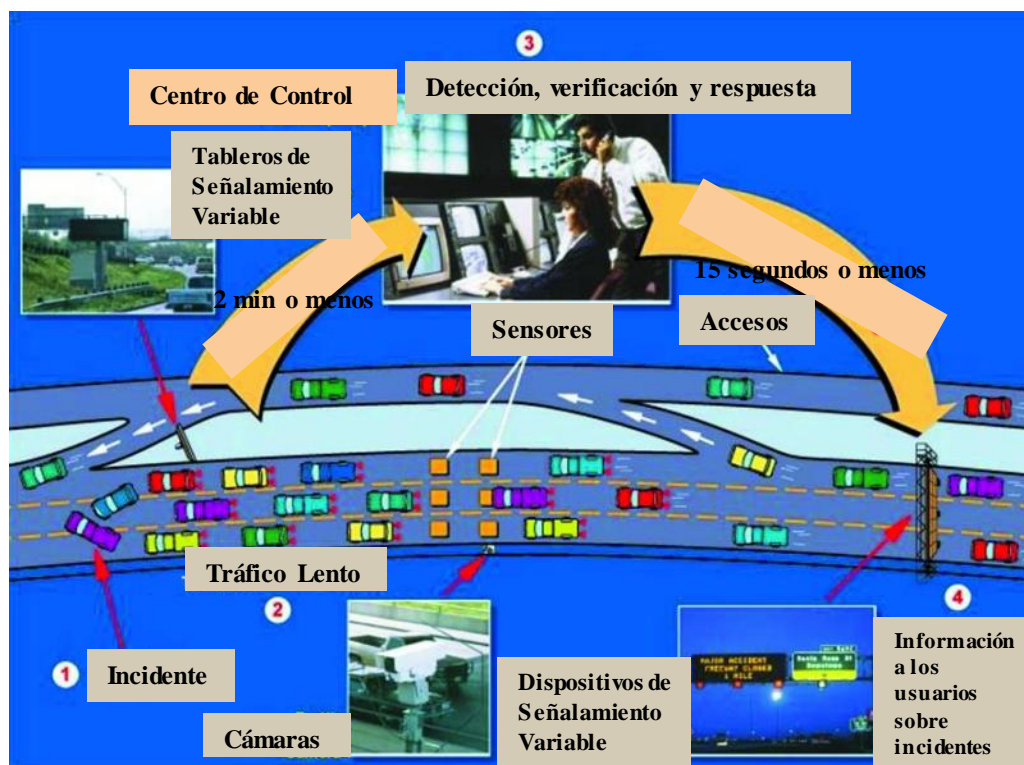 3
Centro de Control
Detección, verificación y respuesta
Tableros de
Señalamiento
Variable
2 min o menos
15 segundos o menos
Sensores
Accesos
Tráfico Lento
2
4
1
Incidente
Cámaras
Dispositivos de
Señalamiento
Variable
MAJOR ACCIDENT
FREEWAY CLOSED
1 MILE
Información
a los
usuarios
sobre
incidentes